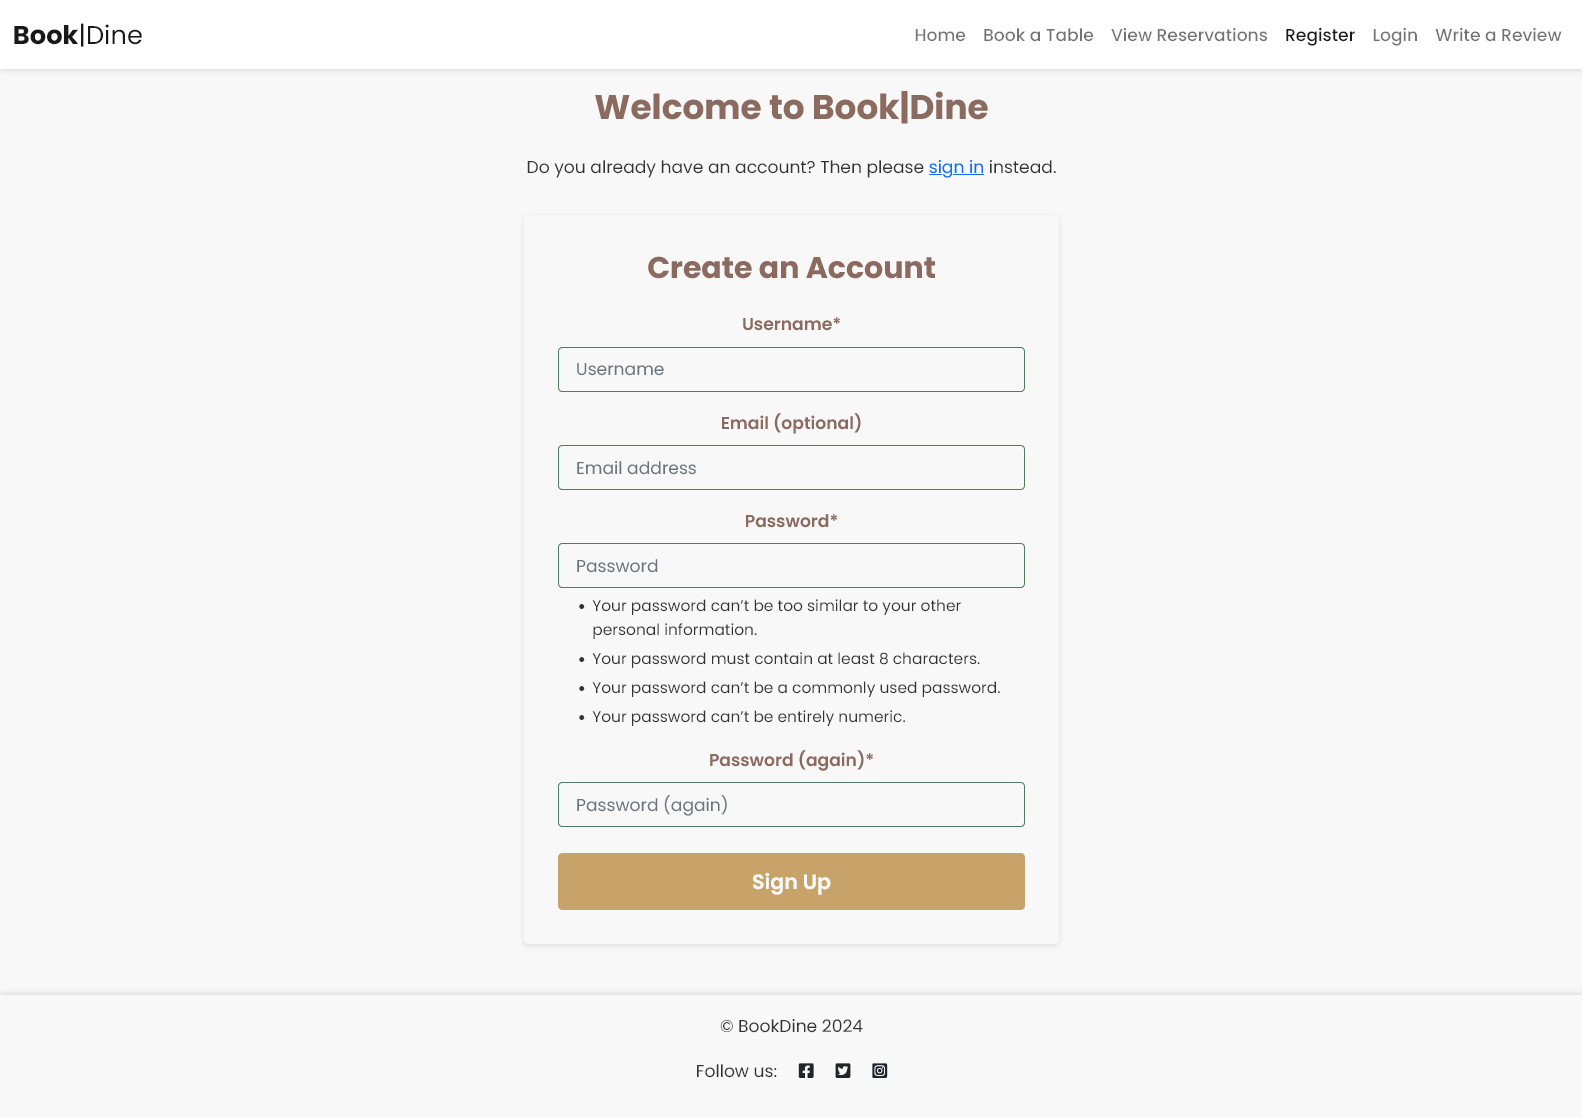 Book|Dine
Home Book a Table View Reservations Register Login Write a Review
Welcome to Book|Dine
Do you already have an account? Then please sign in instead.
Create an Account
Username*
Username
Email (optional)
Email address
Password*
Password
• Your password can't be too similar to your other
personal information.
• Your password must contain at least 8 characters.
• Your password can't be a commonly used password.
• Your password can't be entirely numeric.
Password (again)*
Password (again)
Sign Up
© BookDine 2024
Follow us: